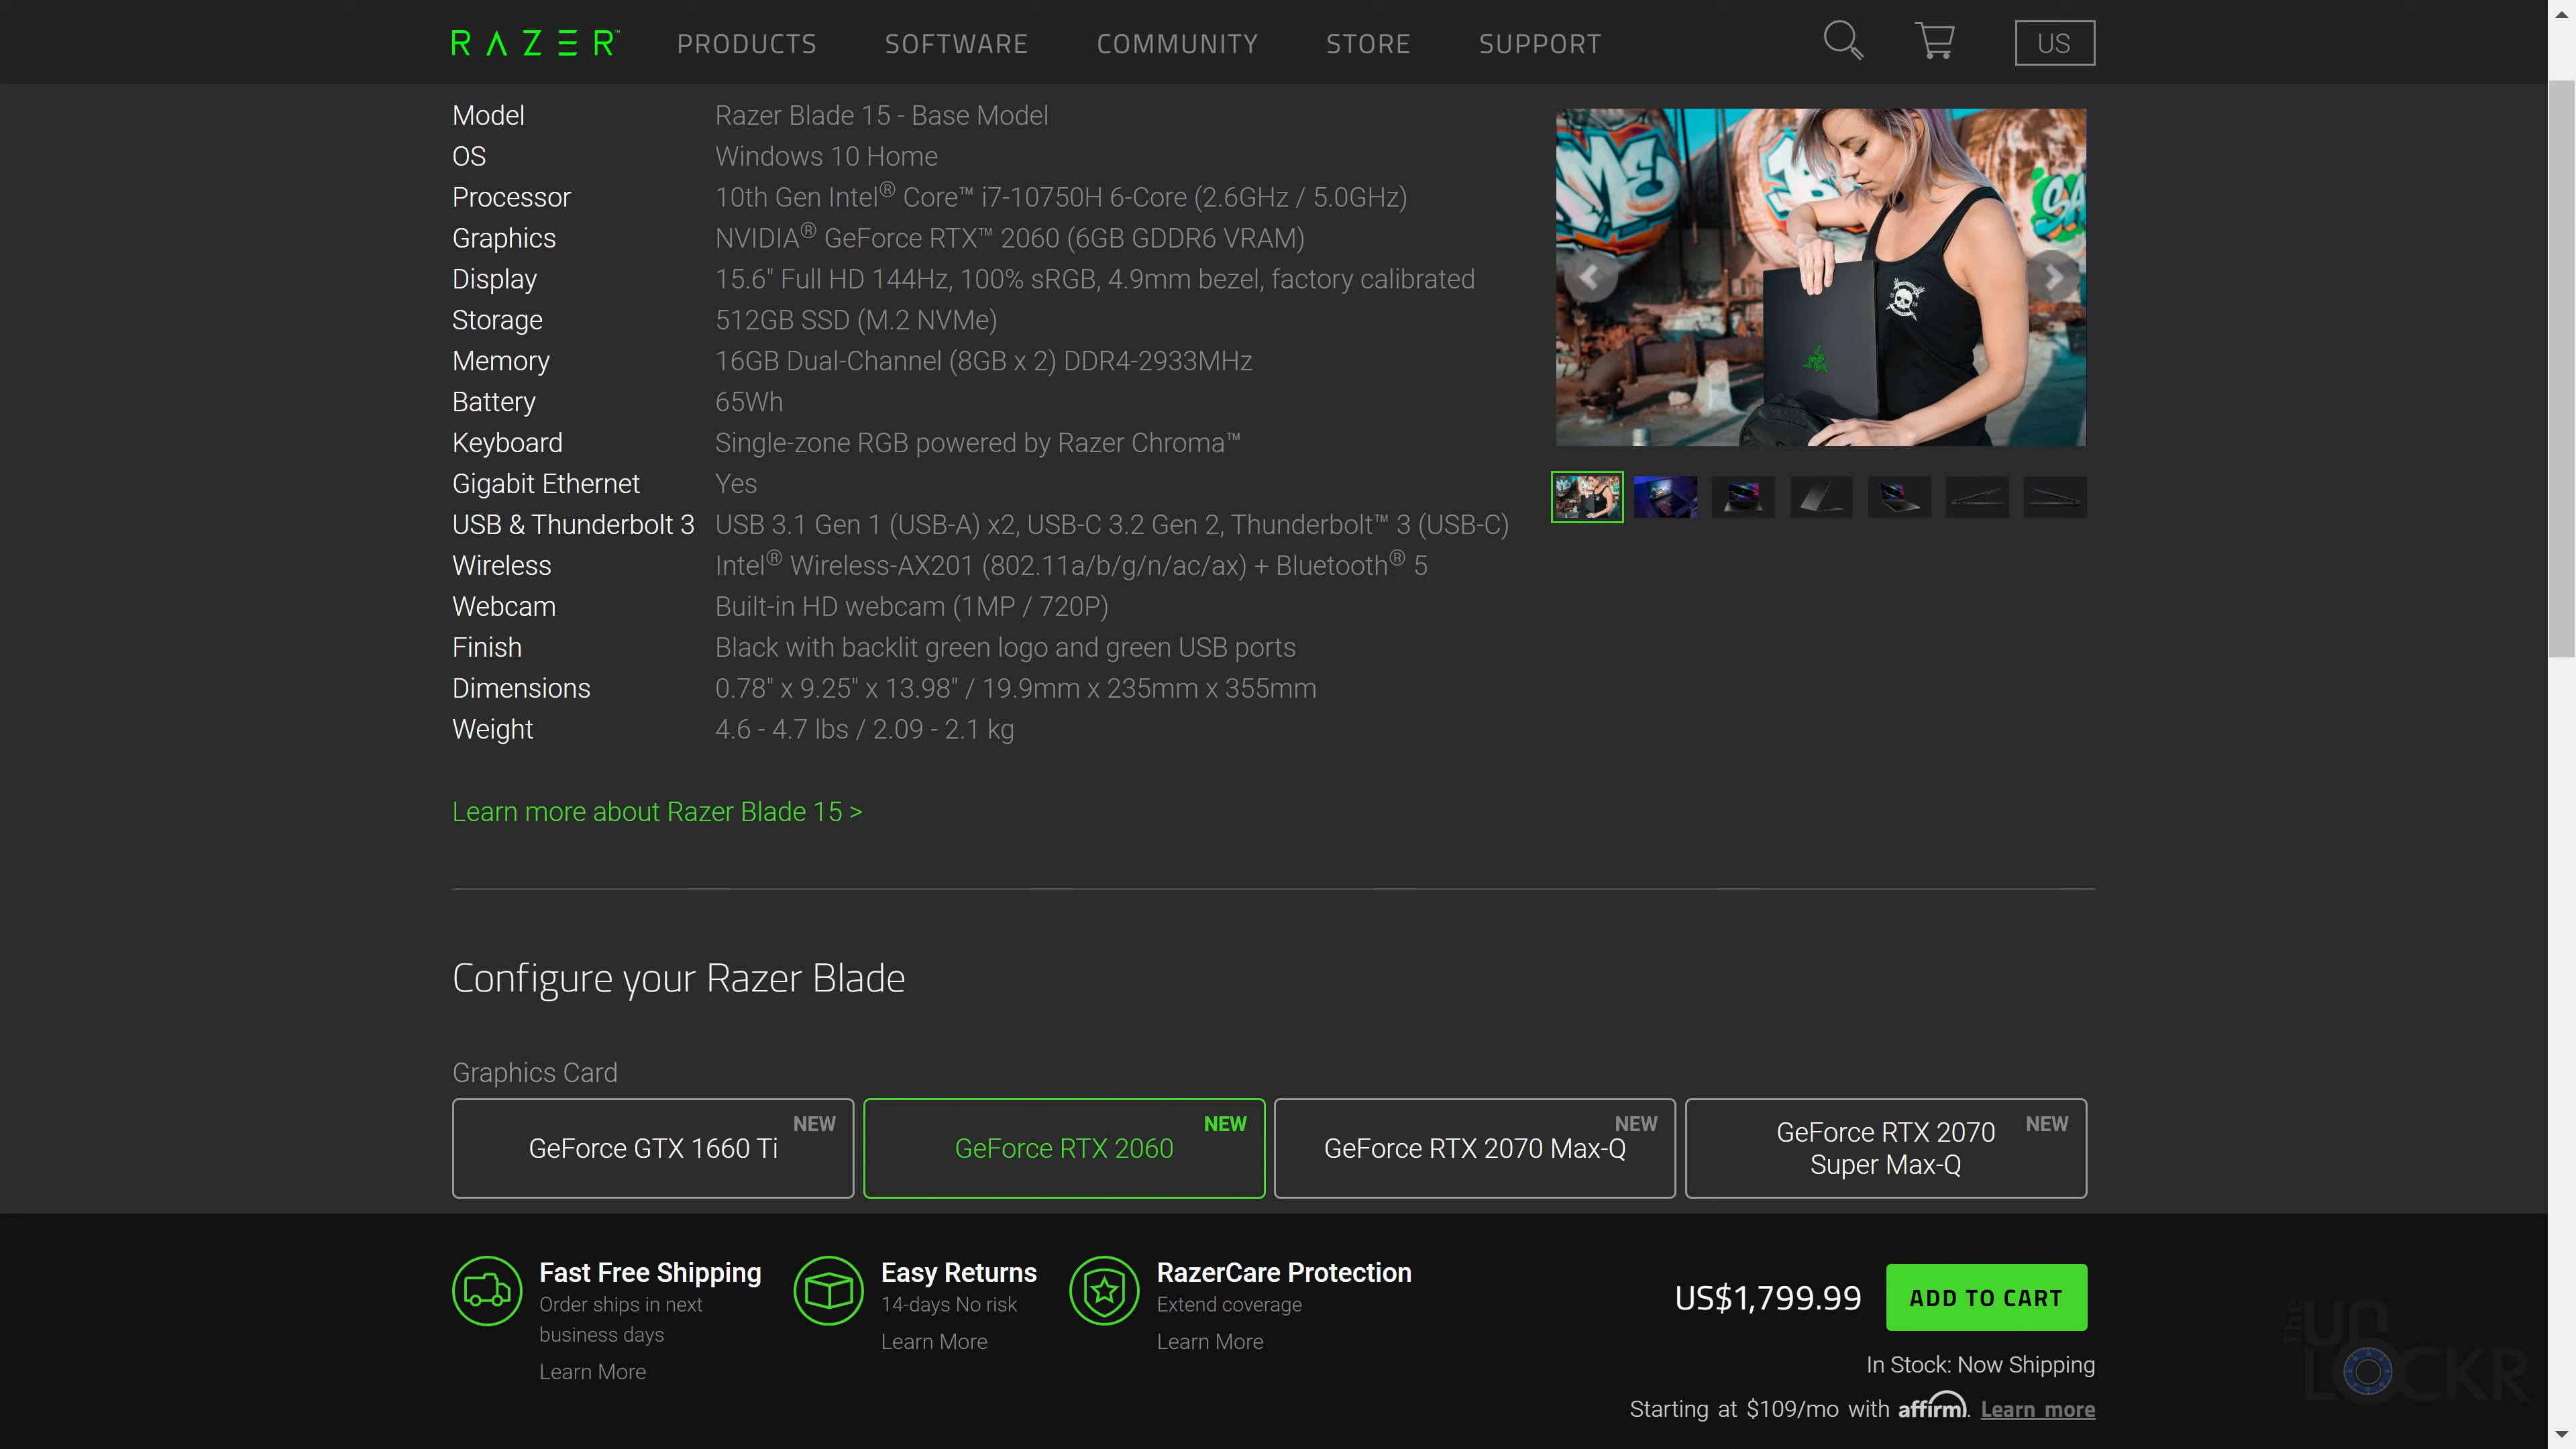 RAZER™ PRODUCTS SOFTWARE COMMUNITY STORE SUPPORT US
Model Razer Blade 15 - Base Model
OS Windows 10 Home
Processor 10th Gen Intel® Core™ i7-10750H 6-Core (2.6GHz / 5.0GHz)
Graphics NVIDIA® GeForce RTX™ 2060 (6GB GDDR6 VRAM)
Display 15.6" Full HD 144Hz, 100% sRGB, 4.9mm bezel, factory calibrated
Storage 512GB SSD (M.2 NVMe)
Memory 16GB Dual-Channel (8GB x 2) DDR4-2933MHz
Battery 65Wh
Keyboard Single-zone RGB powered by Razer Chroma™
Gigabit Ethernet Yes
USB & Thunderbolt 3 USB 3.1 Gen 1 (USB-A) x2, USB-C 3.2 Gen 2, Thunderbolt™ 3 (USB-C)
Wireless Intel® Wireless-AX201 (802.11a/b/g/n/ac/ax) + Bluetooth® 5
Webcam Built-in HD webcam (1MP / 720P)
Finish Black with backlit green logo and green USB ports
Dimensions 0.78" x 9.25" x 13.98" / 19.9mm x 235mm x 355mm
Weight 4.6 - 4.7 lbs / 2.09 - 2.1 kg
Learn more about Razer Blade 15 >
Configure your Razer Blade
Graphics Card
GeForce GTX 1660 Ti NEW
GeForce RTX 2060 NEW
GeForce RTX 2070 Max-Q NEW
GeForce RTX 2070 NEW
Super Max-Q
Fast Free Shipping
Order ships in next
business days
Learn More
Easy Returns
14-days No risk
Learn More
RazerCare Protection
Extend coverage
Learn More
US$1,799.99 ADD TO CART
In Stock: Now Shipping
Starting at $109/mo with affirm. Learn more
The UNLOCKR